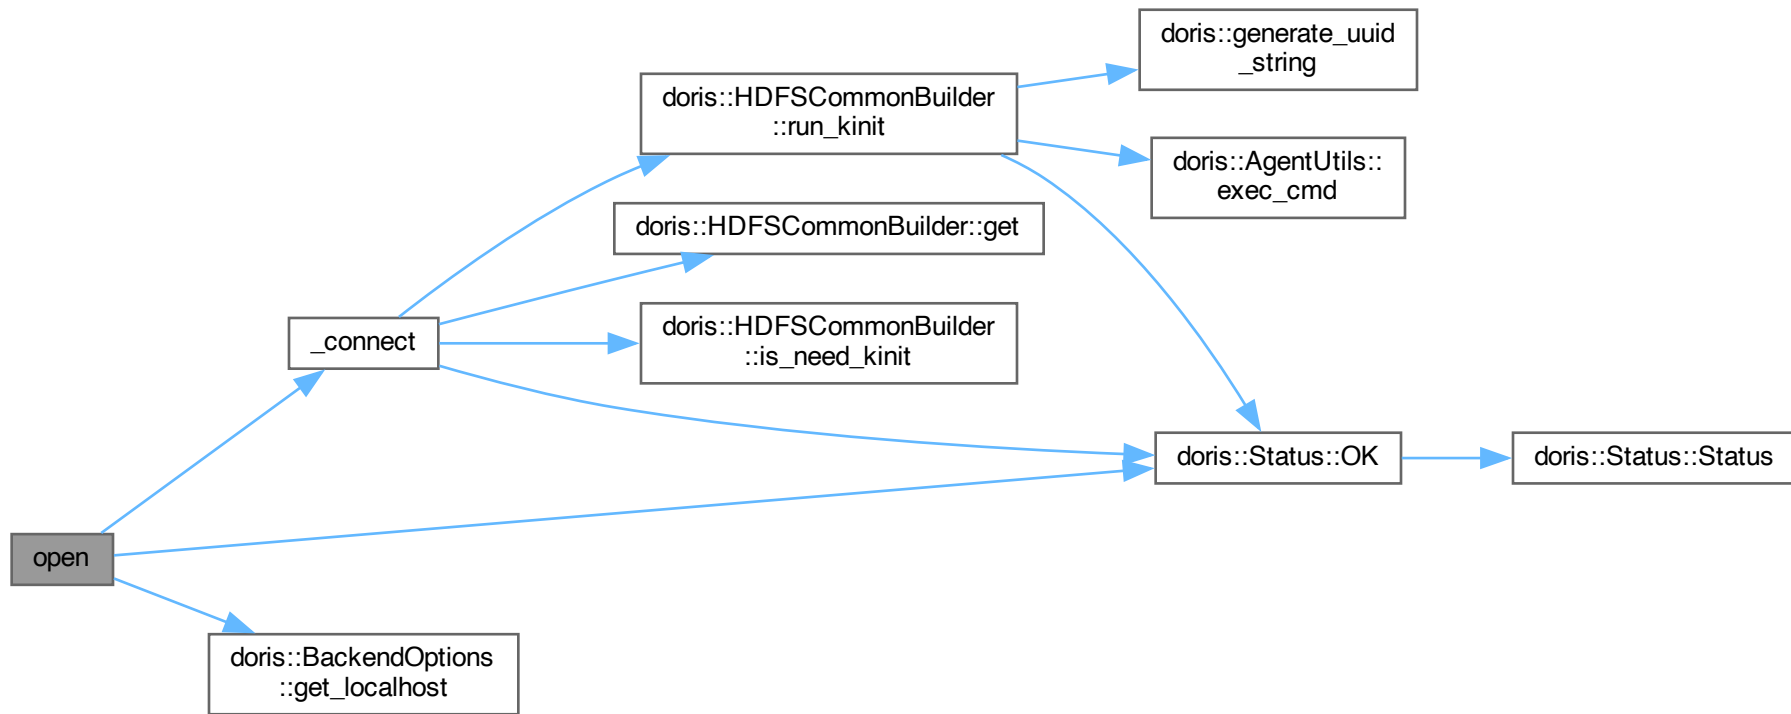 doris::generate_uuid
_string
doris::HDFSCommonBuilder
::run_kinit
doris::AgentUtils::
exec_cmd
doris::HDFSCommonBuilder::get
_connect
doris::HDFSCommonBuilder
::is_need_kinit
doris::Status::OK
doris::Status::Status
open
doris::BackendOptions
::get_localhost